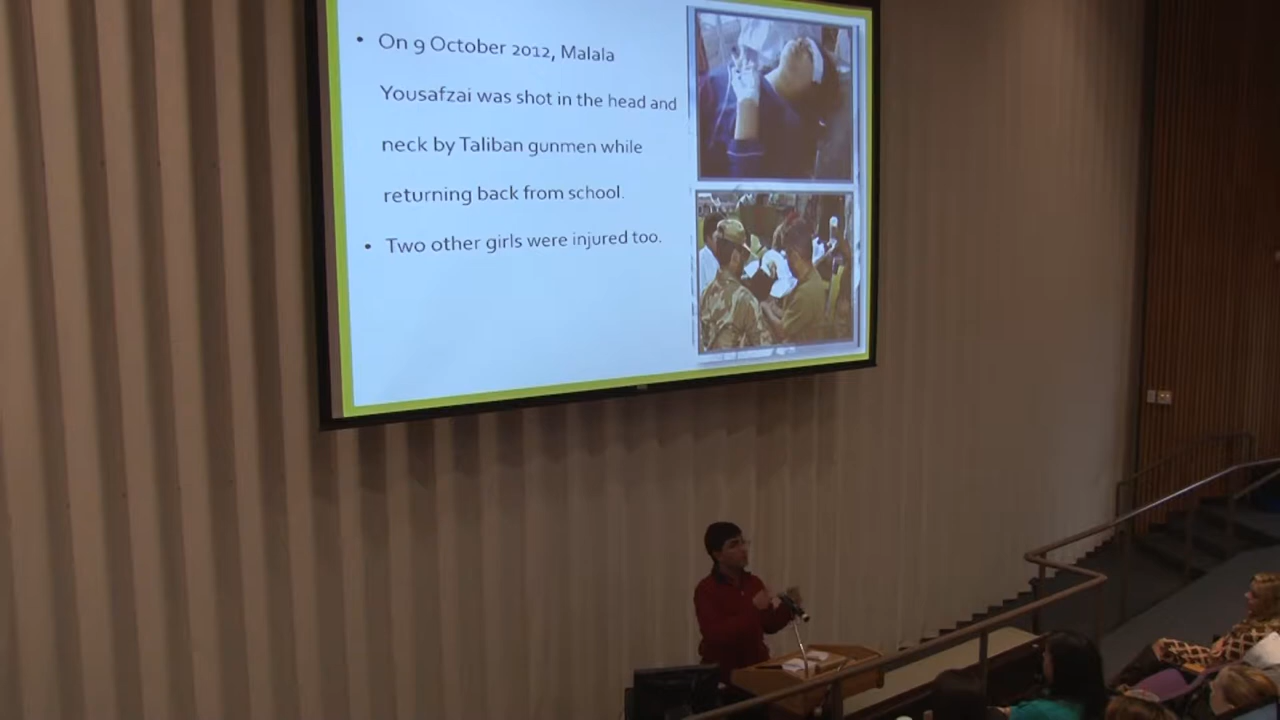 • On 9 October 2012, Malala
Yousafzai was shot in the head and
neck by Taliban gunmen while
returning back from school.
• Two other girls were injured too.